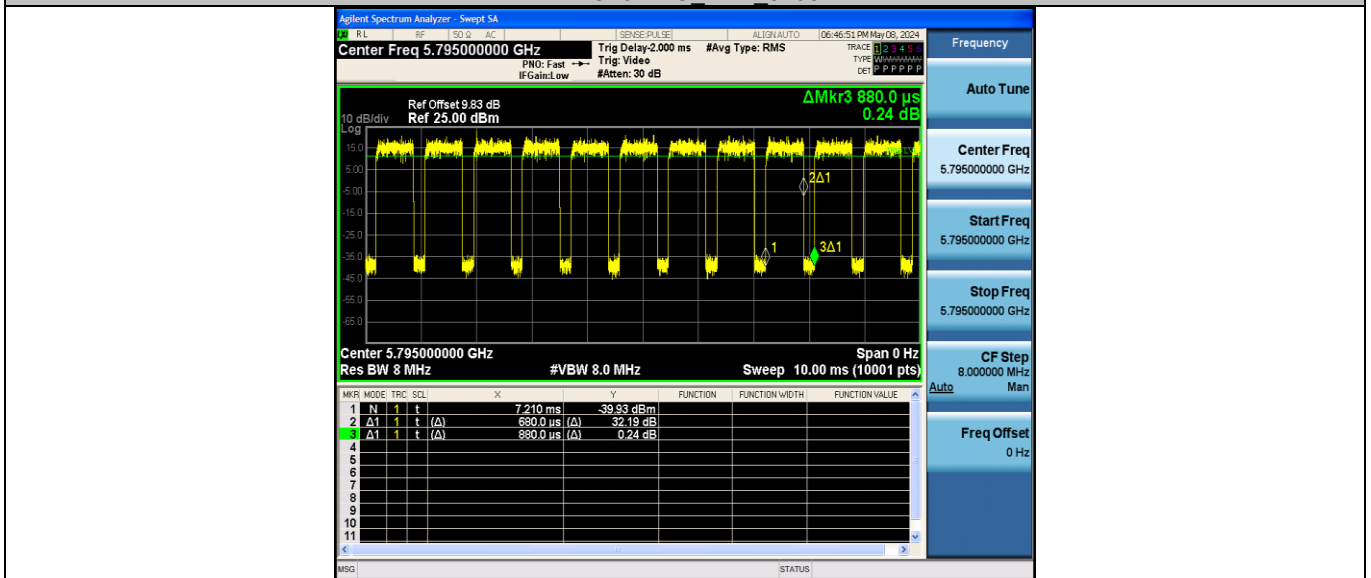 Agilent Spectrum Analyzer - Swept SA
RL RF 50 Ω AC SENSE:PULSE ALIGN AUTO 06:46:51 PM May 08, 2024
Center Freq 5.795000000 GHz Trig Delay-2.000 ms #Avg Type: RMS TRACE 1 2 3 4 5 6
PNO: Fast Trig: Video TYPE
IFGain:Low #Atten: 30 dB DET P P P P P P
Frequency
ΔMkr3 880.0 µs
0.24 dB
Ref Offset 9.83 dB
10 dB/div Ref 25.00 dBm
Log
15.0
5.00
-5.00
-15.0
-25.0
-35.0
-45.0
-55.0
-65.0
2Δ1
1
3Δ1
Center 5.795000000 GHz Span 0 Hz
Res BW 8 MHz #VBW 8.0 MHz Sweep 10.00 ms (10001 pts)
MKR MODE TRC SCL X Y FUNCTION FUNCTION WIDTH FUNCTION VALUE
1 N 1 t 7.210 ms -39.93 dBm
2 Δ1 1 t (Δ) 680.0 µs (Δ) 32.19 dB
3 Δ1 1 t (Δ) 880.0 µs (Δ) 0.24 dB
4
5
6
7
8
9
10
11
MSG STATUS
Auto Tune
Center Freq
5.795000000 GHz
Start Freq
5.795000000 GHz
Stop Freq
5.795000000 GHz
CF Step
8.000000 MHz
Auto Man
Freq Offset
0 Hz